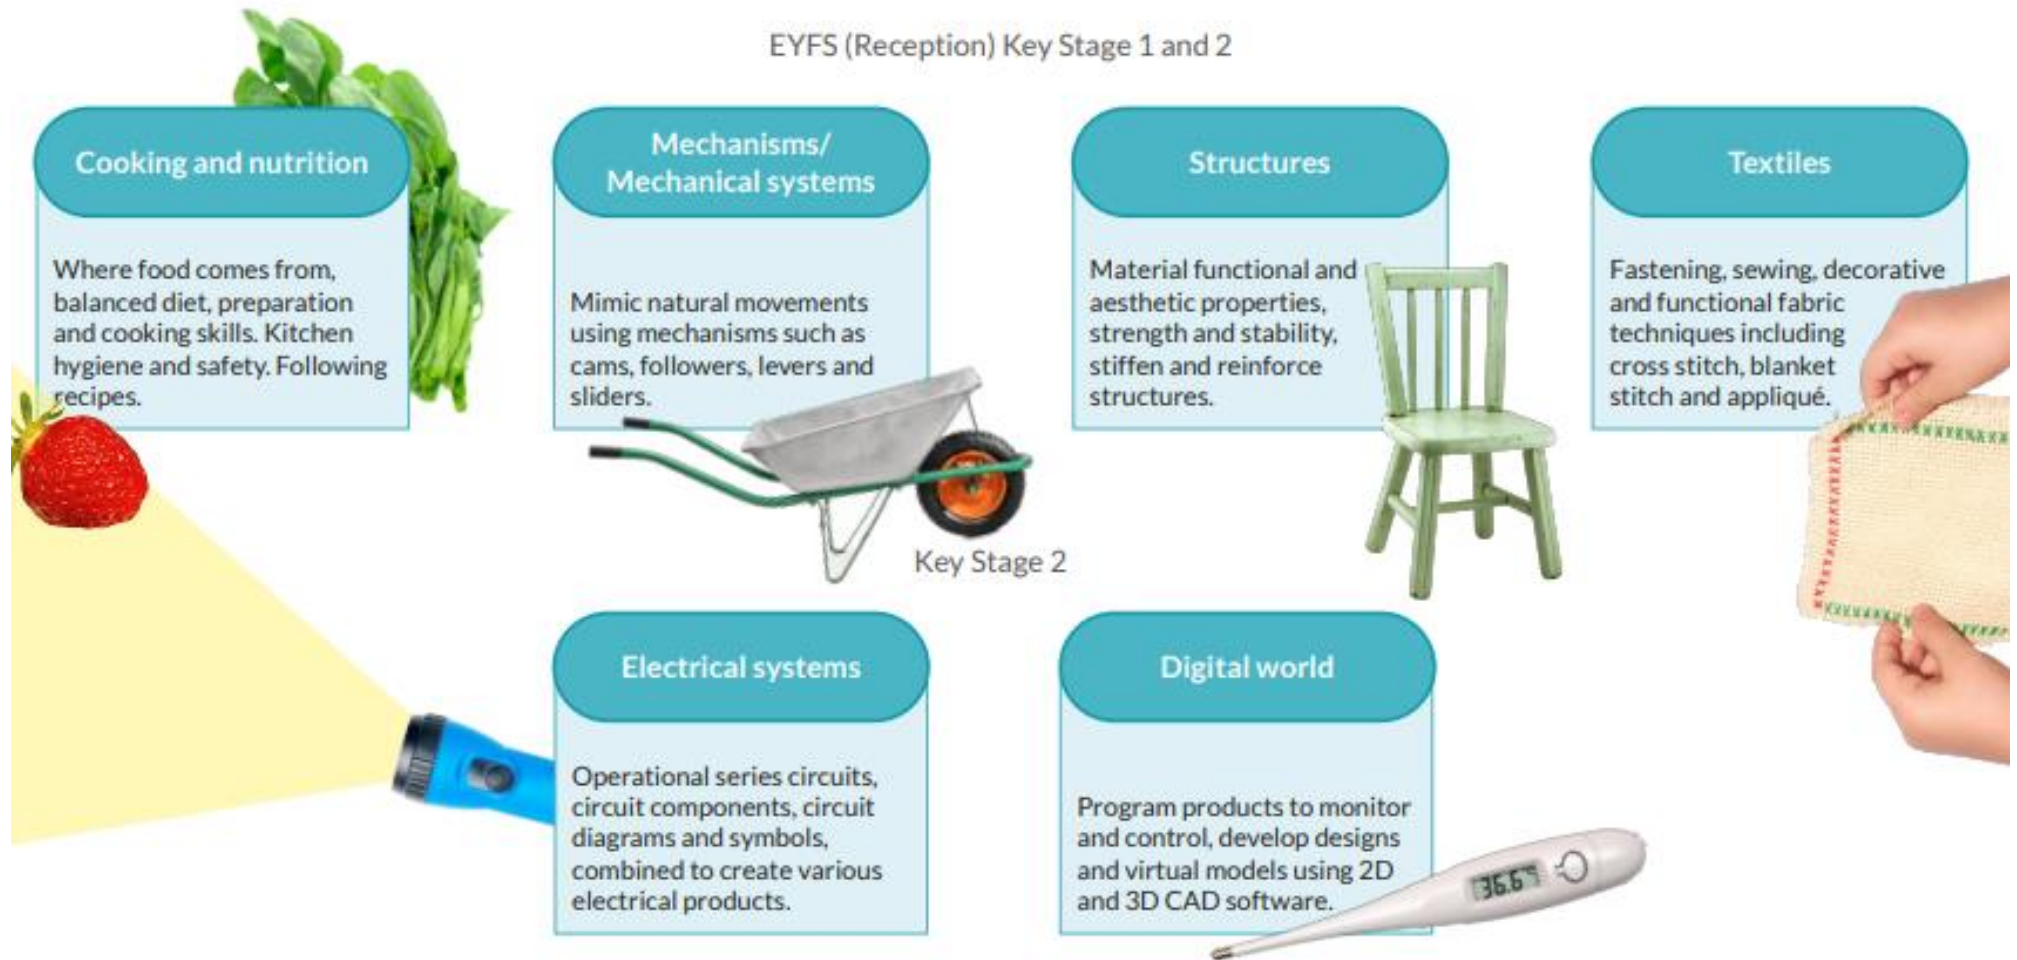 EYFS (Reception) Key Stage 1 and 2
Cooking and nutrition
Where food comes from,
balanced diet, preparation
and cooking skills. Kitchen
hygiene and safety. Following
recipes.
Mechanisms/
Mechanical systems
Mimic natural movements
using mechanisms such as
cams, followers, levers and
sliders.
Structures
Material functional and
aesthetic properties,
strength and stability,
stiffen and reinforce
structures.
Textiles
Fastening, sewing, decorative
and functional fabric
techniques including
cross stitch, blanket
stitch and appliqué.
Key Stage 2
Electrical systems
Operational series circuits,
circuit components, circuit
diagrams and symbols,
combined to create various
electrical products.
Digital world
Program products to monitor
and control, develop designs
and virtual models using 2D
and 3D CAD software.
36.6°